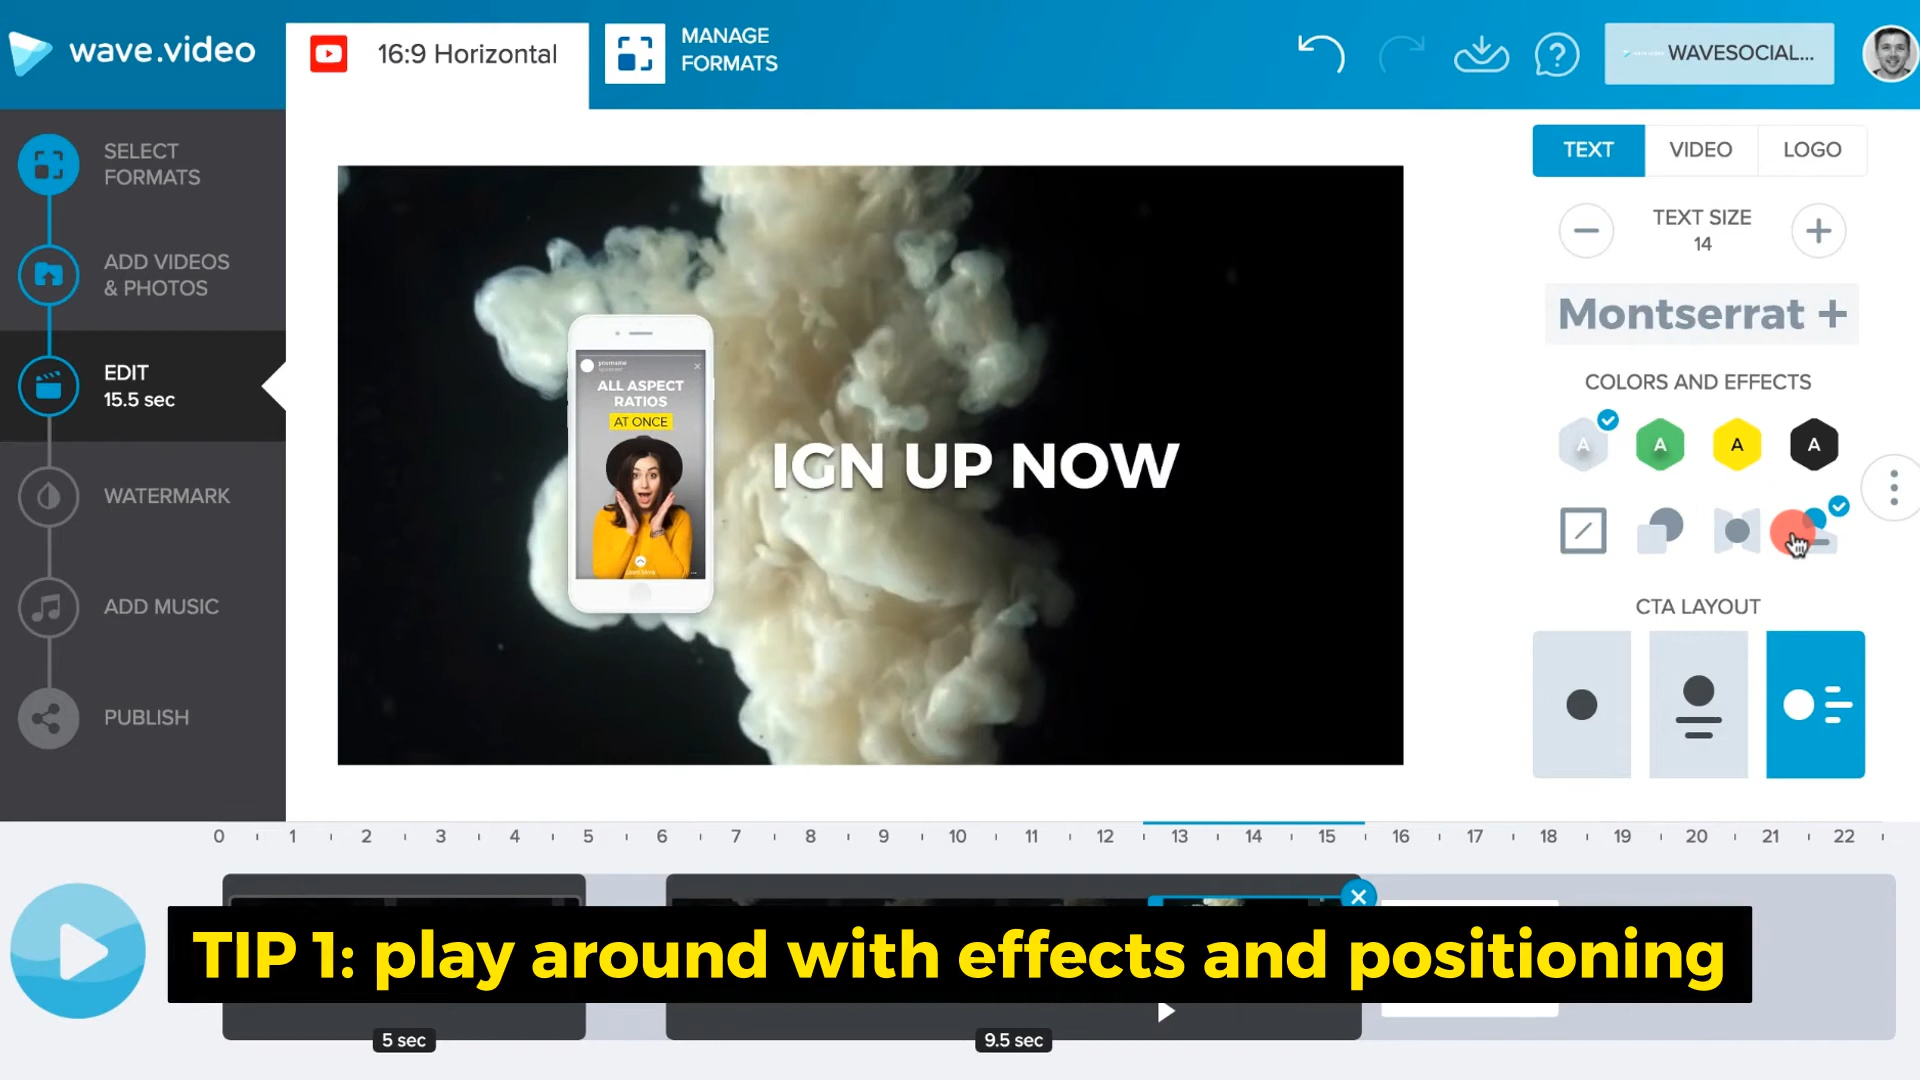 wave.video
16:9 Horizontal
MANAGE
FORMATS
WAVESOCIAL...
SELECT
FORMATS
ADD VIDEOS
& PHOTOS
EDIT
15.5 sec
WATERMARK
ADD MUSIC
PUBLISH
ALL ASPECT
RATIOS
AT ONCE
IGN UP NOW
TEXT
VIDEO
LOGO
TEXT SIZE
14
Montserrat +
COLORS AND EFFECTS
A
A
A
A
CTA LAYOUT
0 1 2 3 4 5 6 7 8 9 10 11 12 13 14 15 16 17 18 19 20 21 22
TIP 1: play around with effects and positioning
5 sec
9.5 sec